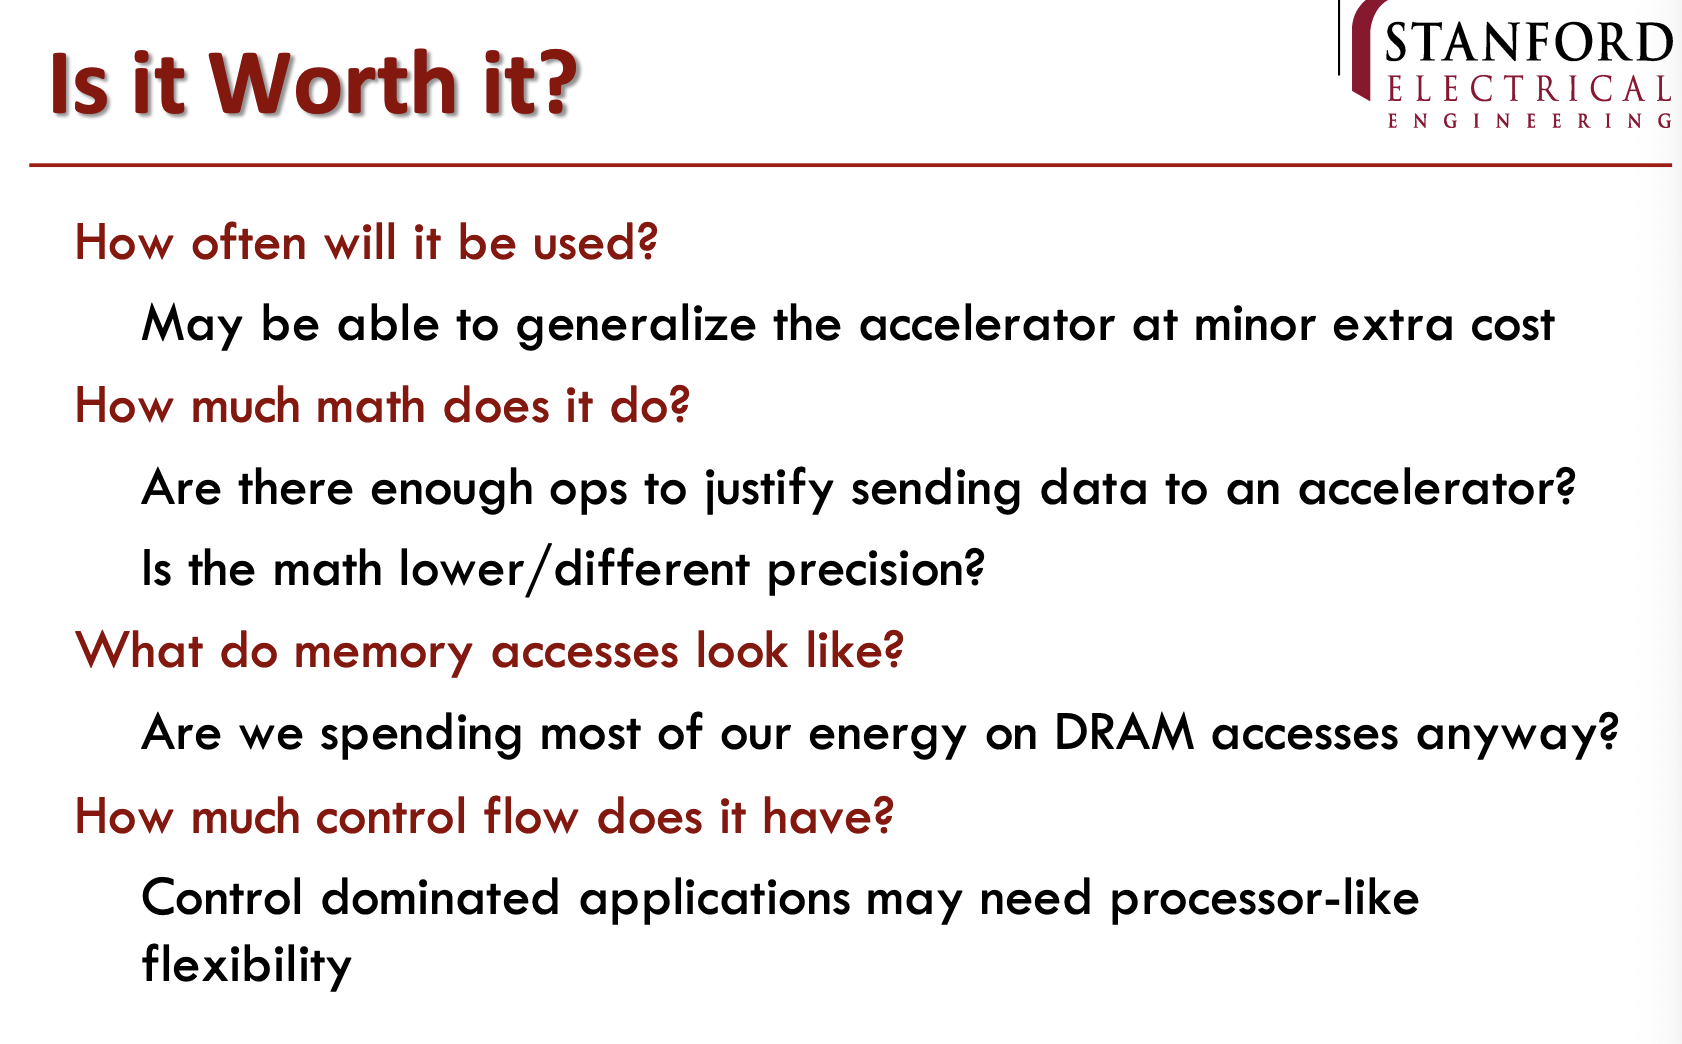 Is it Worth it?
STANFORD
ELECTRICAL
ENGINEERING
How often will it be used?
May be able to generalize the accelerator at minor extra cost
How much math does it do?
Are there enough ops to justify sending data to an accelerator?
Is the math lower/different precision?
What do memory accesses look like?
Are we spending most of our energy on DRAM accesses anyway?
How much control flow does it have?
Control dominated applications may need processor-like
flexibility